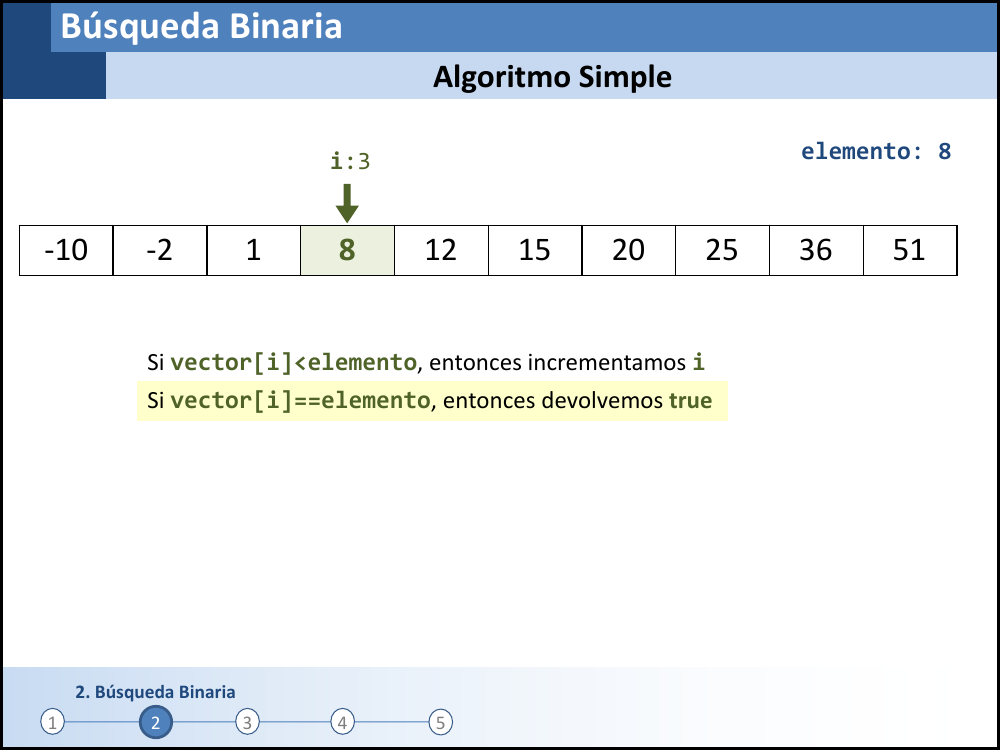 Búsqueda Binaria
Algoritmo Simple
elemento: 8
i:3
-10 -2 1 8 12 15 20 25 36 51
Si vector[i]<elemento, entonces incrementamos i
Si vector[i]==elemento, entonces devolvemos true
2. Búsqueda Binaria
1 2 3 4 5